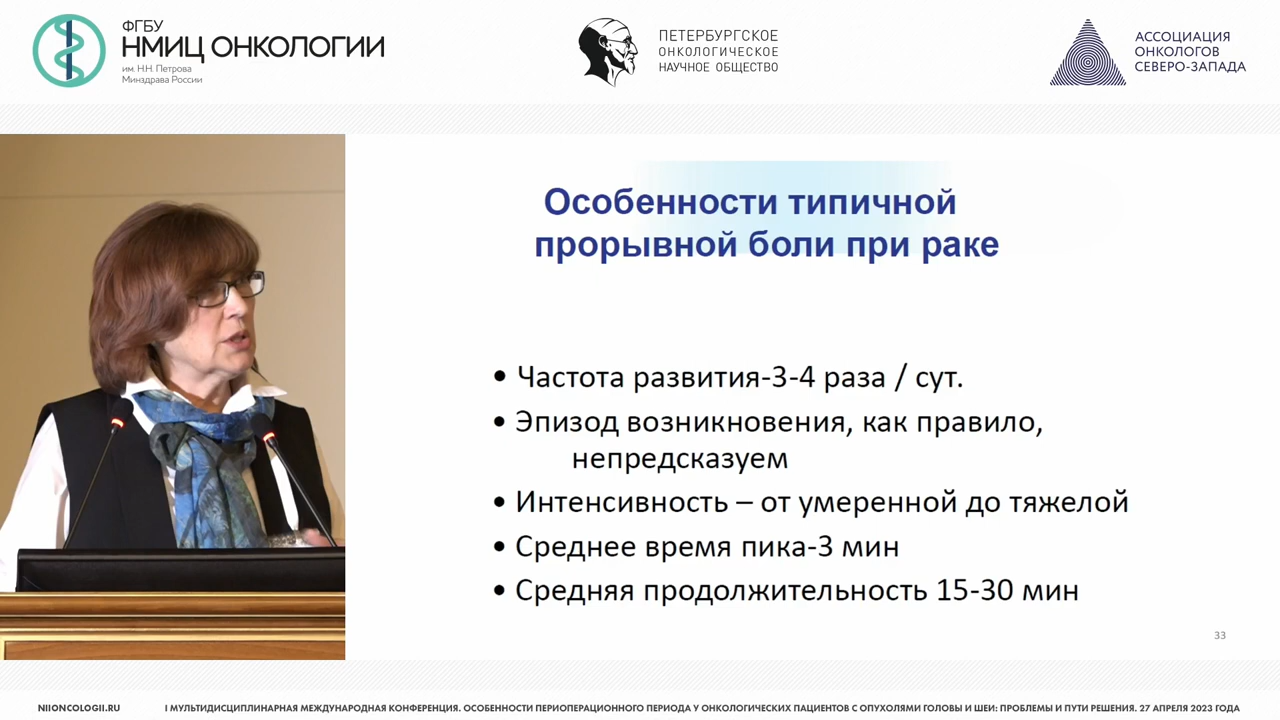 ФГБУ
НМИЦ ОНКОЛОГИИ
им. Н.Н. Петрова
Минздрава России
ПЕТЕРБУРГСКОЕ
ОНКОЛОГИЧЕСКОЕ
НАУЧНОЕ ОБЩЕСТВО
АССОЦИАЦИЯ
ОНКОЛОГОВ
СЕВЕРО-ЗАПАДА
Особенности типичной
прорывной боли при раке
• Частота развития-3-4 раза / сут.
• Эпизод возникновения, как правило,
непредсказуем
• Интенсивность – от умеренной до тяжелой
• Среднее время пика-3 мин
• Средняя продолжительность 15-30 мин
33
NIIONCOLOGII.RU
I МУЛЬТИДИСЦИПЛИНАРНАЯ МЕЖДУНАРОДНАЯ КОНФЕРЕНЦИЯ. ОСОБЕННОСТИ ПЕРИОПЕРАЦИОННОГО ПЕРИОДА У ОНКОЛОГИЧЕСКИХ ПАЦИЕНТОВ С ОПУХОЛЯМИ ГОЛОВЫ И ШЕИ: ПРОБЛЕМЫ И ПУТИ РЕШЕНИЯ. 27 АПРЕЛЯ 2023 ГОДА